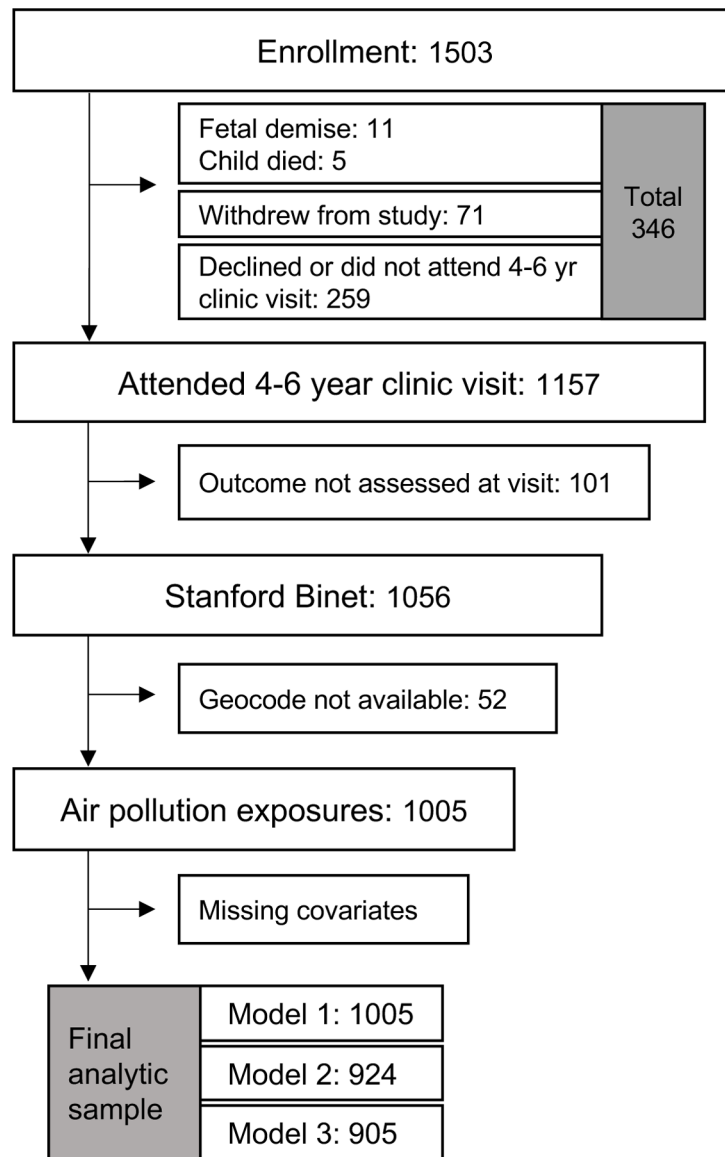 Enrollment: 1503
Fetal demise: 11
Child died: 5
Withdrew from study: 71
Declined or did not attend 4-6 yr
clinic visit: 259
Total
346
Attended 4-6 year clinic visit: 1157
Outcome not assessed at visit: 101
Stanford Binet: 1056
Geocode not available: 52
Air pollution exposures: 1005
Missing covariates
Final
analytic
sample
Model 1: 1005
Model 2: 924
Model 3: 905